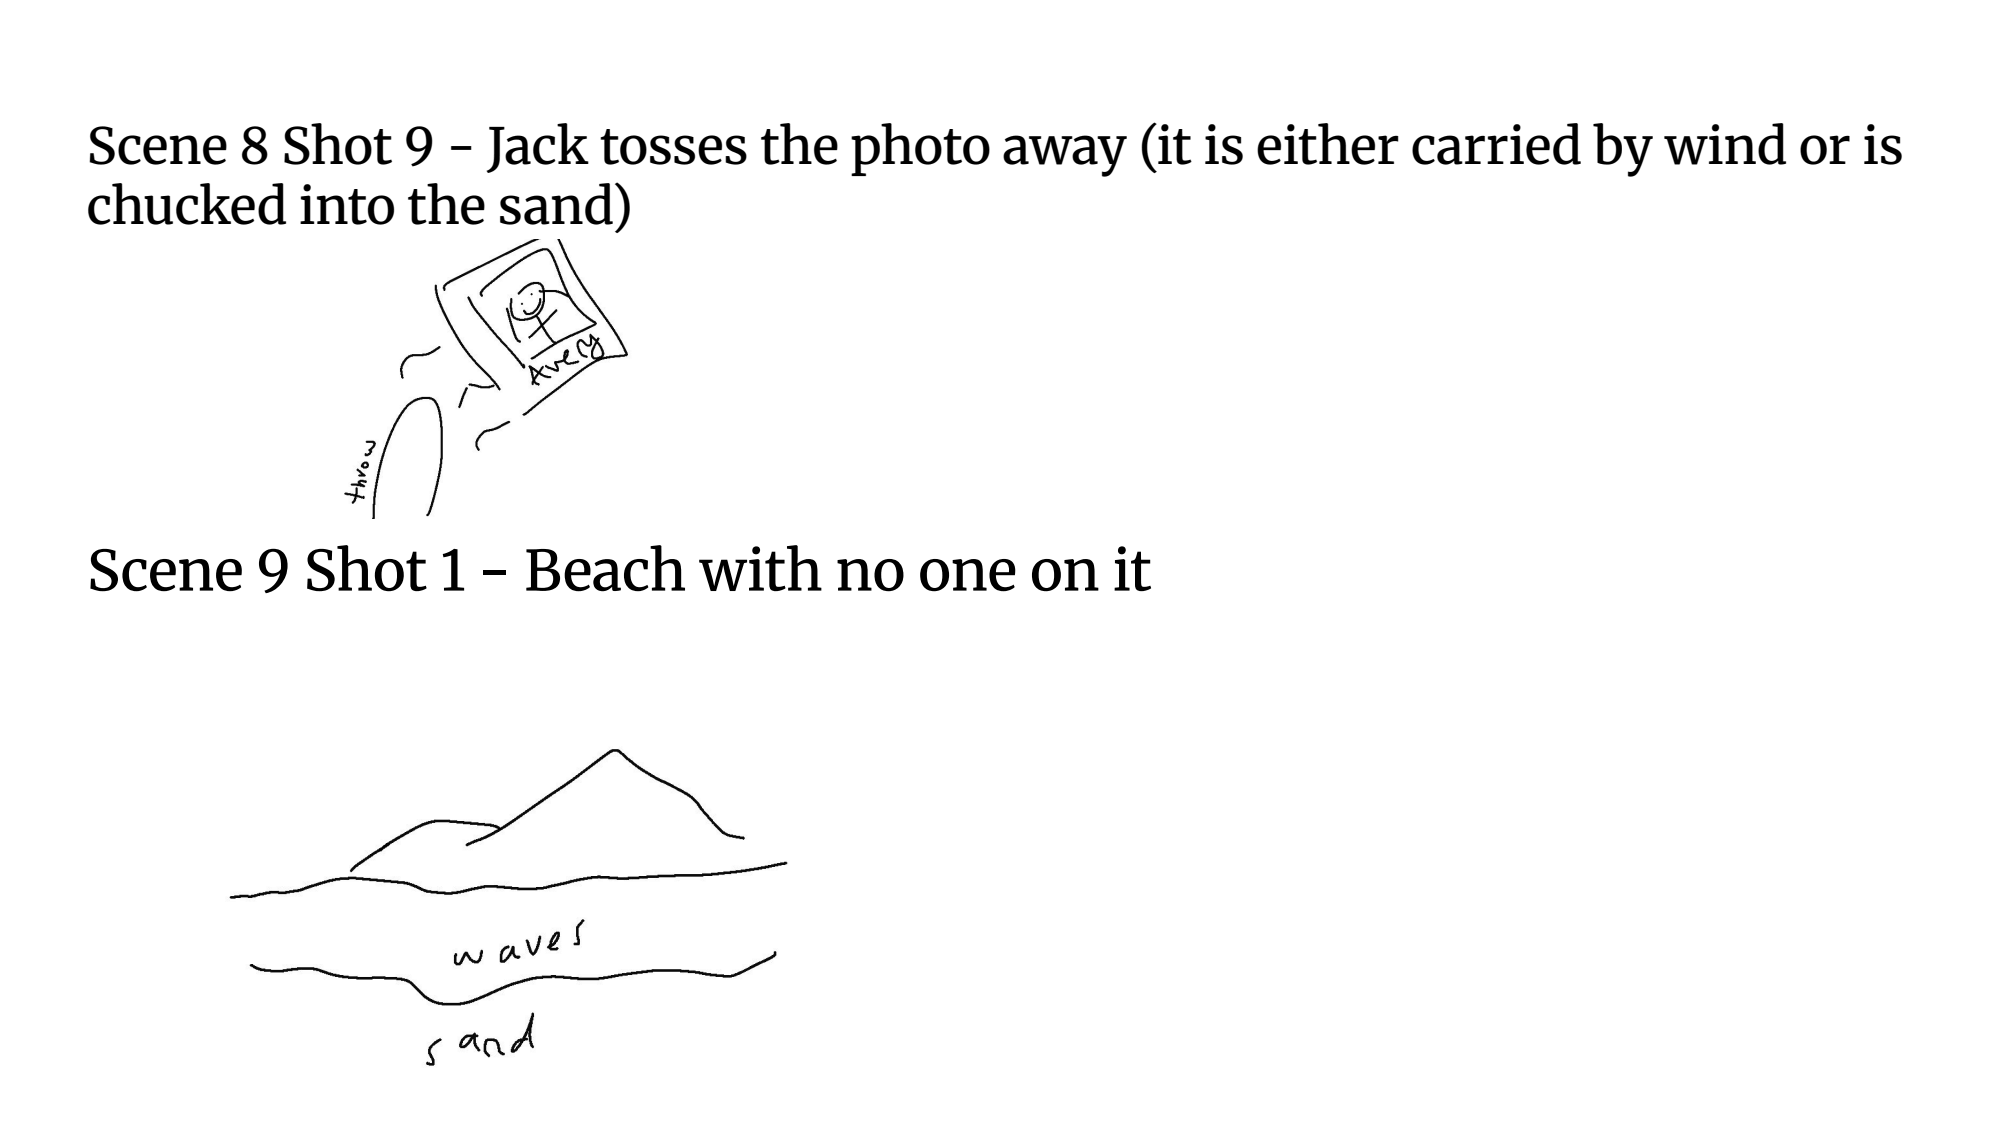 Scene 8 Shot 9 - Jack tosses the photo away (it is either carried by wind or is
chucked into the sand)
Avery
throw
Scene 9 Shot 1 - Beach with no one on it
waves
sand